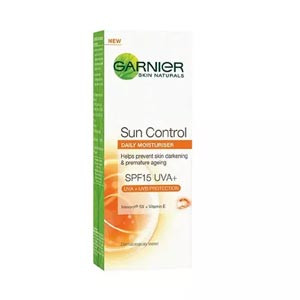 NEW
GARNIER
SKIN NATURALS
Sun Control
DAILY MOISTURISER
Helps prevent skin darkening
& premature ageing
SPF15 UVA+
UVA + UVB PROTECTION
+ Vitamin E